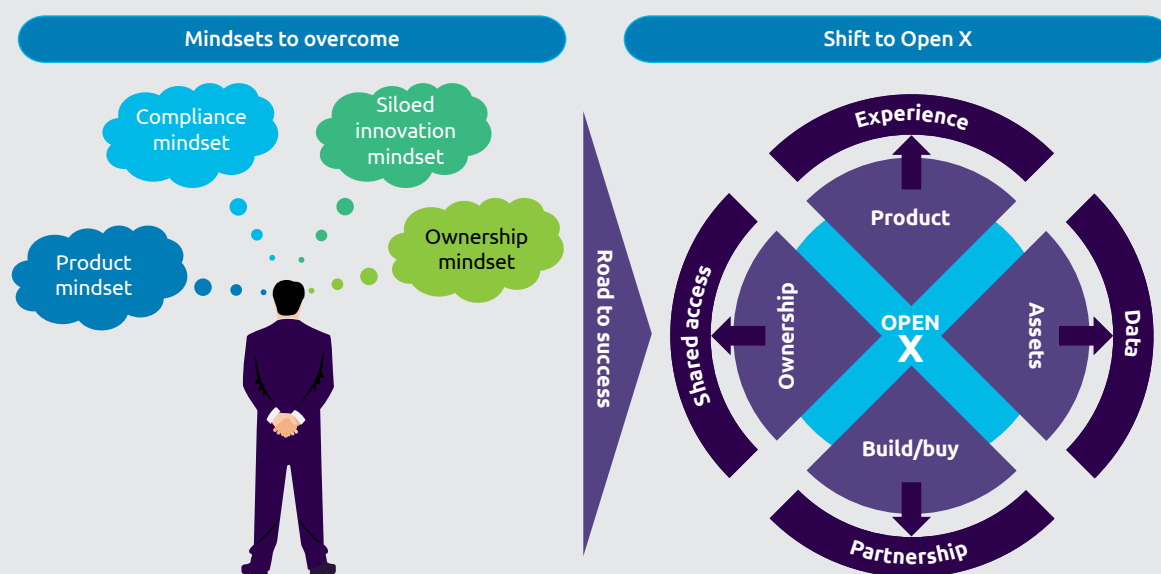 Mindsets to overcome
Compliance
mindset
Siloed
innovation
mindset
Product
mindset
Ownership
mindset
Road to success
Shift to Open X
Experience
Product
Shared access
Ownership
OPEN
X
Assets
Data
Build/buy
Partnership